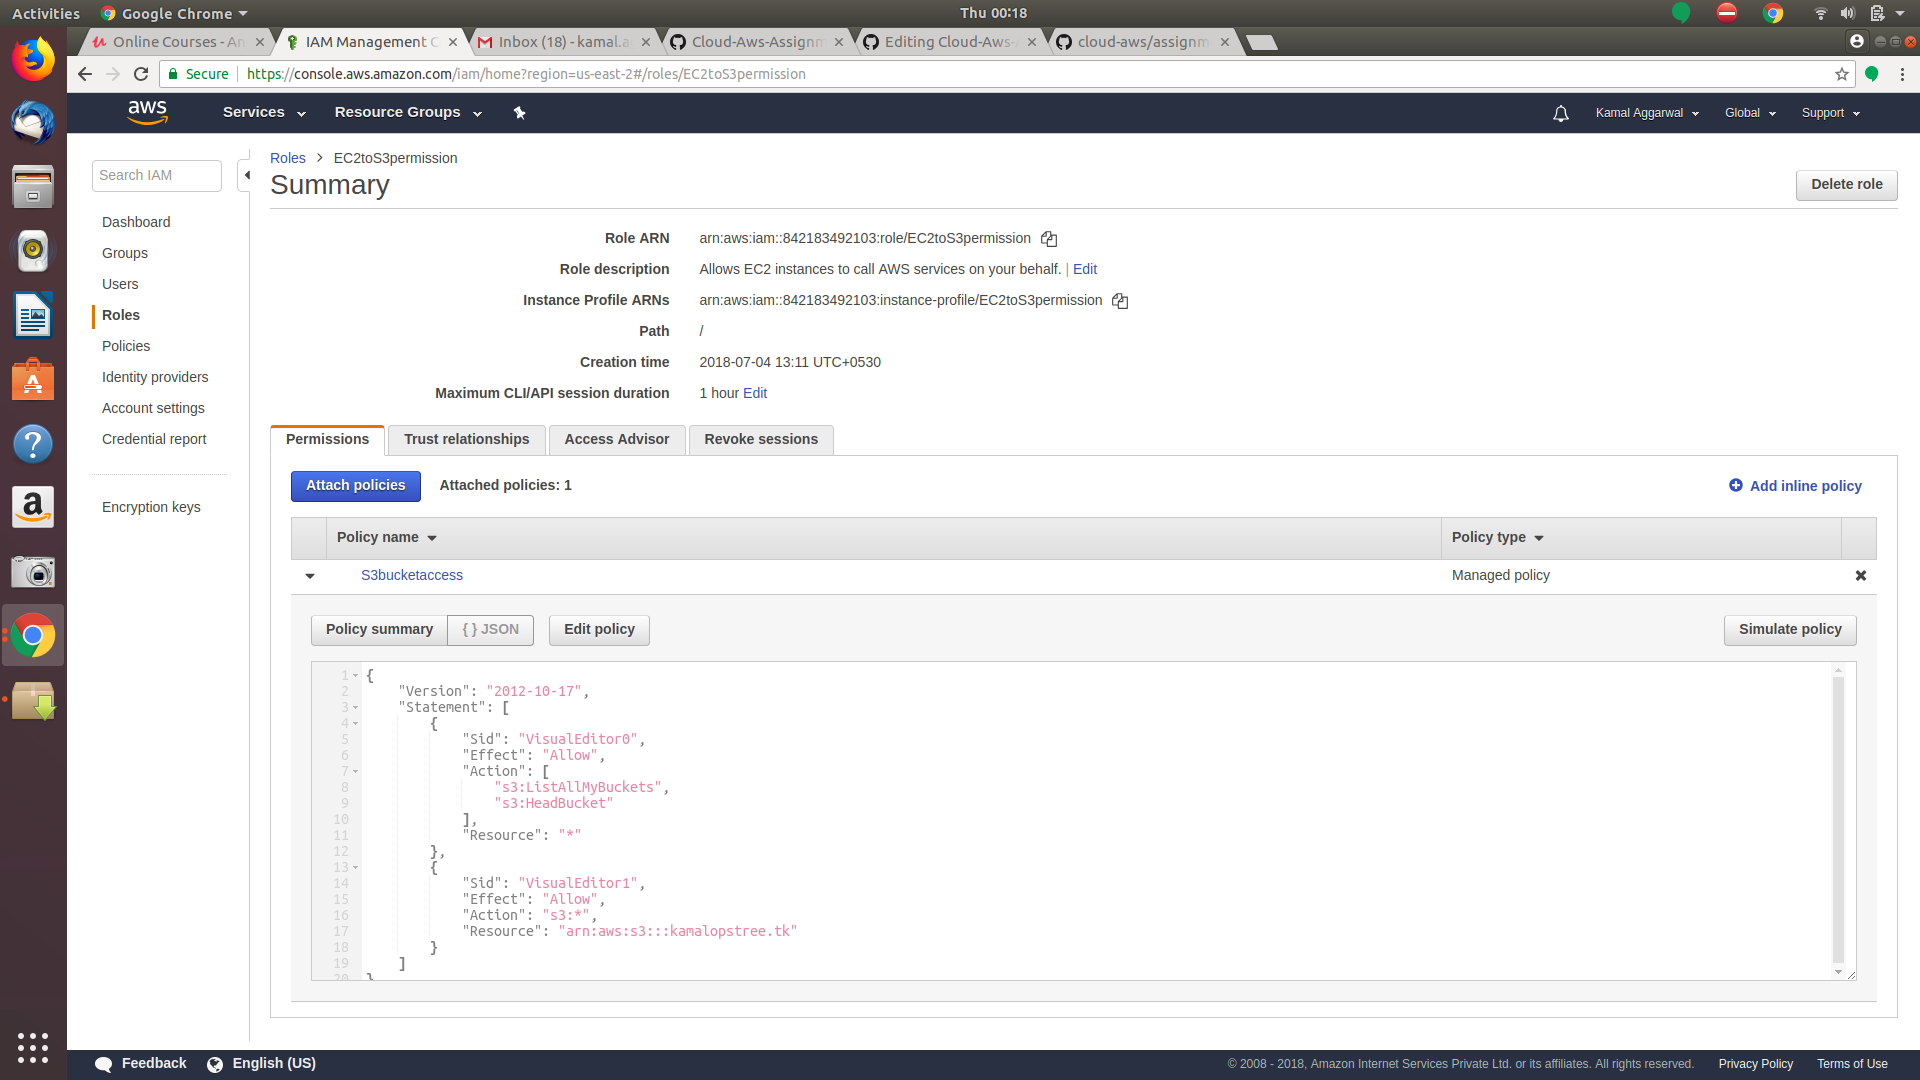 Activities
Google Chrome
Thu 00:18
Online Courses - An
IAM Management C
Inbox (18) - kamal.a
Cloud-Aws-Assignm
Editing Cloud-Aws-
cloud-aws/assignm
Secure
https://console.aws.amazon.com/iam/home?region=us-east-2#/roles/EC2toS3permission
aws
Services
Resource Groups
Kamal Aggarwal
Global
Support
Search IAM
Dashboard
Groups
Users
Roles
Policies
Identity providers
Account settings
Credential report
Encryption keys
Roles > EC2toS3permission
Summary
Delete role
Role ARN
arn:aws:iam::842183492103:role/EC2toS3permission
Role description
Allows EC2 instances to call AWS services on your behalf. | Edit
Instance Profile ARNs
arn:aws:iam::842183492103:instance-profile/EC2toS3permission
Path
/
Creation time
2018-07-04 13:11 UTC+0530
Maximum CLI/API session duration
1 hour Edit
Permissions
Trust relationships
Access Advisor
Revoke sessions
Attach policies
Attached policies: 1
Add inline policy
Policy name
Policy type
S3bucketaccess
Managed policy
Policy summary
{ } JSON
Edit policy
Simulate policy
1 {
2 "Version": "2012-10-17",
3 "Statement": [
4 {
5 "Sid": "VisualEditor0",
6 "Effect": "Allow",
7 "Action": [
8 "s3:ListAllMyBuckets",
9 "s3:HeadBucket"
10 ],
11 "Resource": "*"
12 },
13 {
14 "Sid": "VisualEditor1",
15 "Effect": "Allow",
16 "Action": "s3:*",
17 "Resource": "arn:aws:s3:::kamalopstree.tk"
18 }
19 ]
20 }
Feedback
English (US)
© 2008 - 2018, Amazon Internet Services Private Ltd. or its affiliates. All rights reserved.
Privacy Policy
Terms of Use